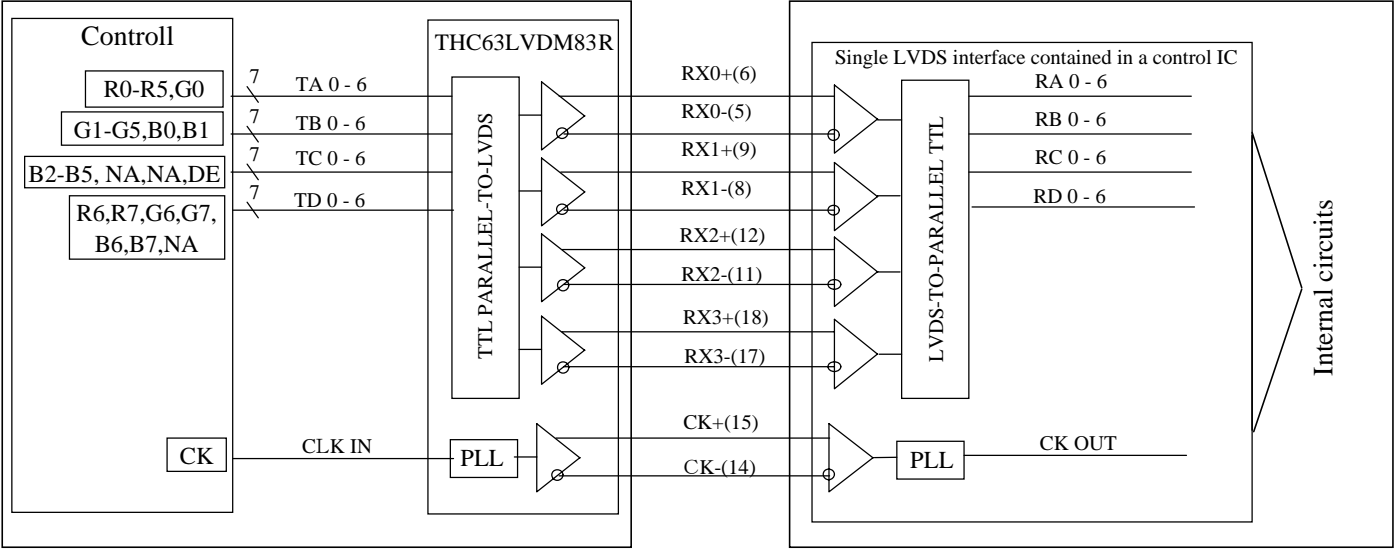 Controll
R0-R5,G0
G1-G5,B0,B1
B2-B5, NA,NA,DE
R6,R7,G6,G7,
B6,B7,NA
CK
7
TA 0 - 6
7
TB 0 - 6
7
TC 0 - 6
7
TD 0 - 6
CLK IN
THC63LVDM83R
TTL PARALLEL-TO-LVDS
PLL
RX0+(6)
RX0-(5)
RX1+(9)
RX1-(8)
RX2+(12)
RX2-(11)
RX3+(18)
RX3-(17)
CK+(15)
CK-(14)
Single LVDS interface contained in a control IC
LVDS-TO-PARALLEL TTL
PLL
RA 0 - 6
RB 0 - 6
RC 0 - 6
RD 0 - 6
CK OUT
Internal circuits